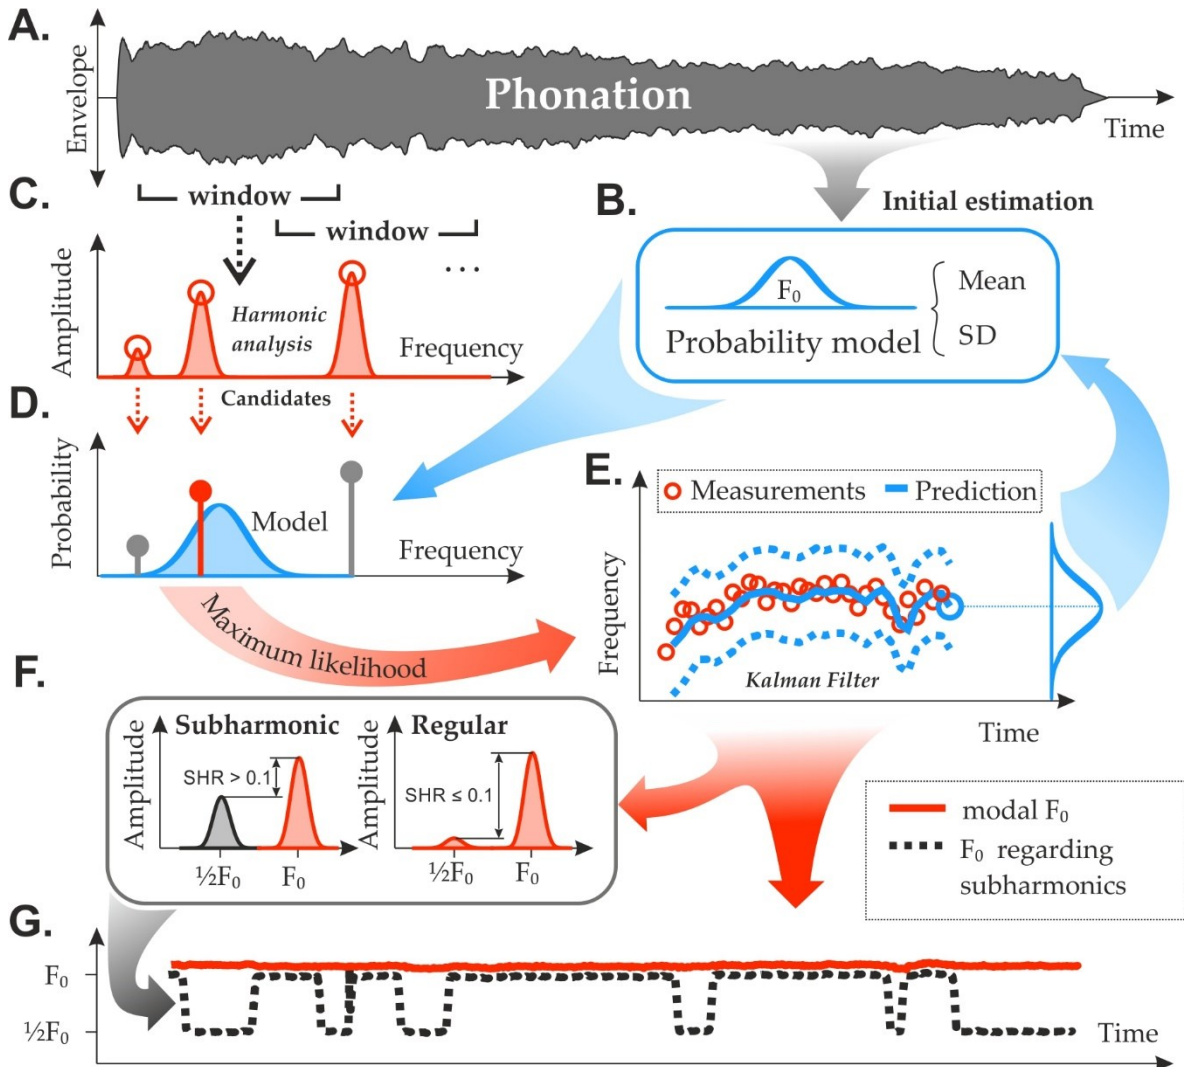 A.
Envelope
Phonation
Time
C.
window
window
...
Amplitude
Harmonic
analysis
Frequency
Candidates
B.
Initial estimation
F₀
Probability model
Mean
SD
D.
Probability
Model
Frequency
Maximum likelihood
E.
Measurements
Prediction
Frequency
Kalman Filter
Time
F.
Subharmonic
Amplitude
SHR > 0.1
½F₀
F₀
Regular
Amplitude
SHR ≤ 0.1
½F₀
F₀
modal F₀
F₀ regarding
subharmonics
G.
F₀
½F₀
Time